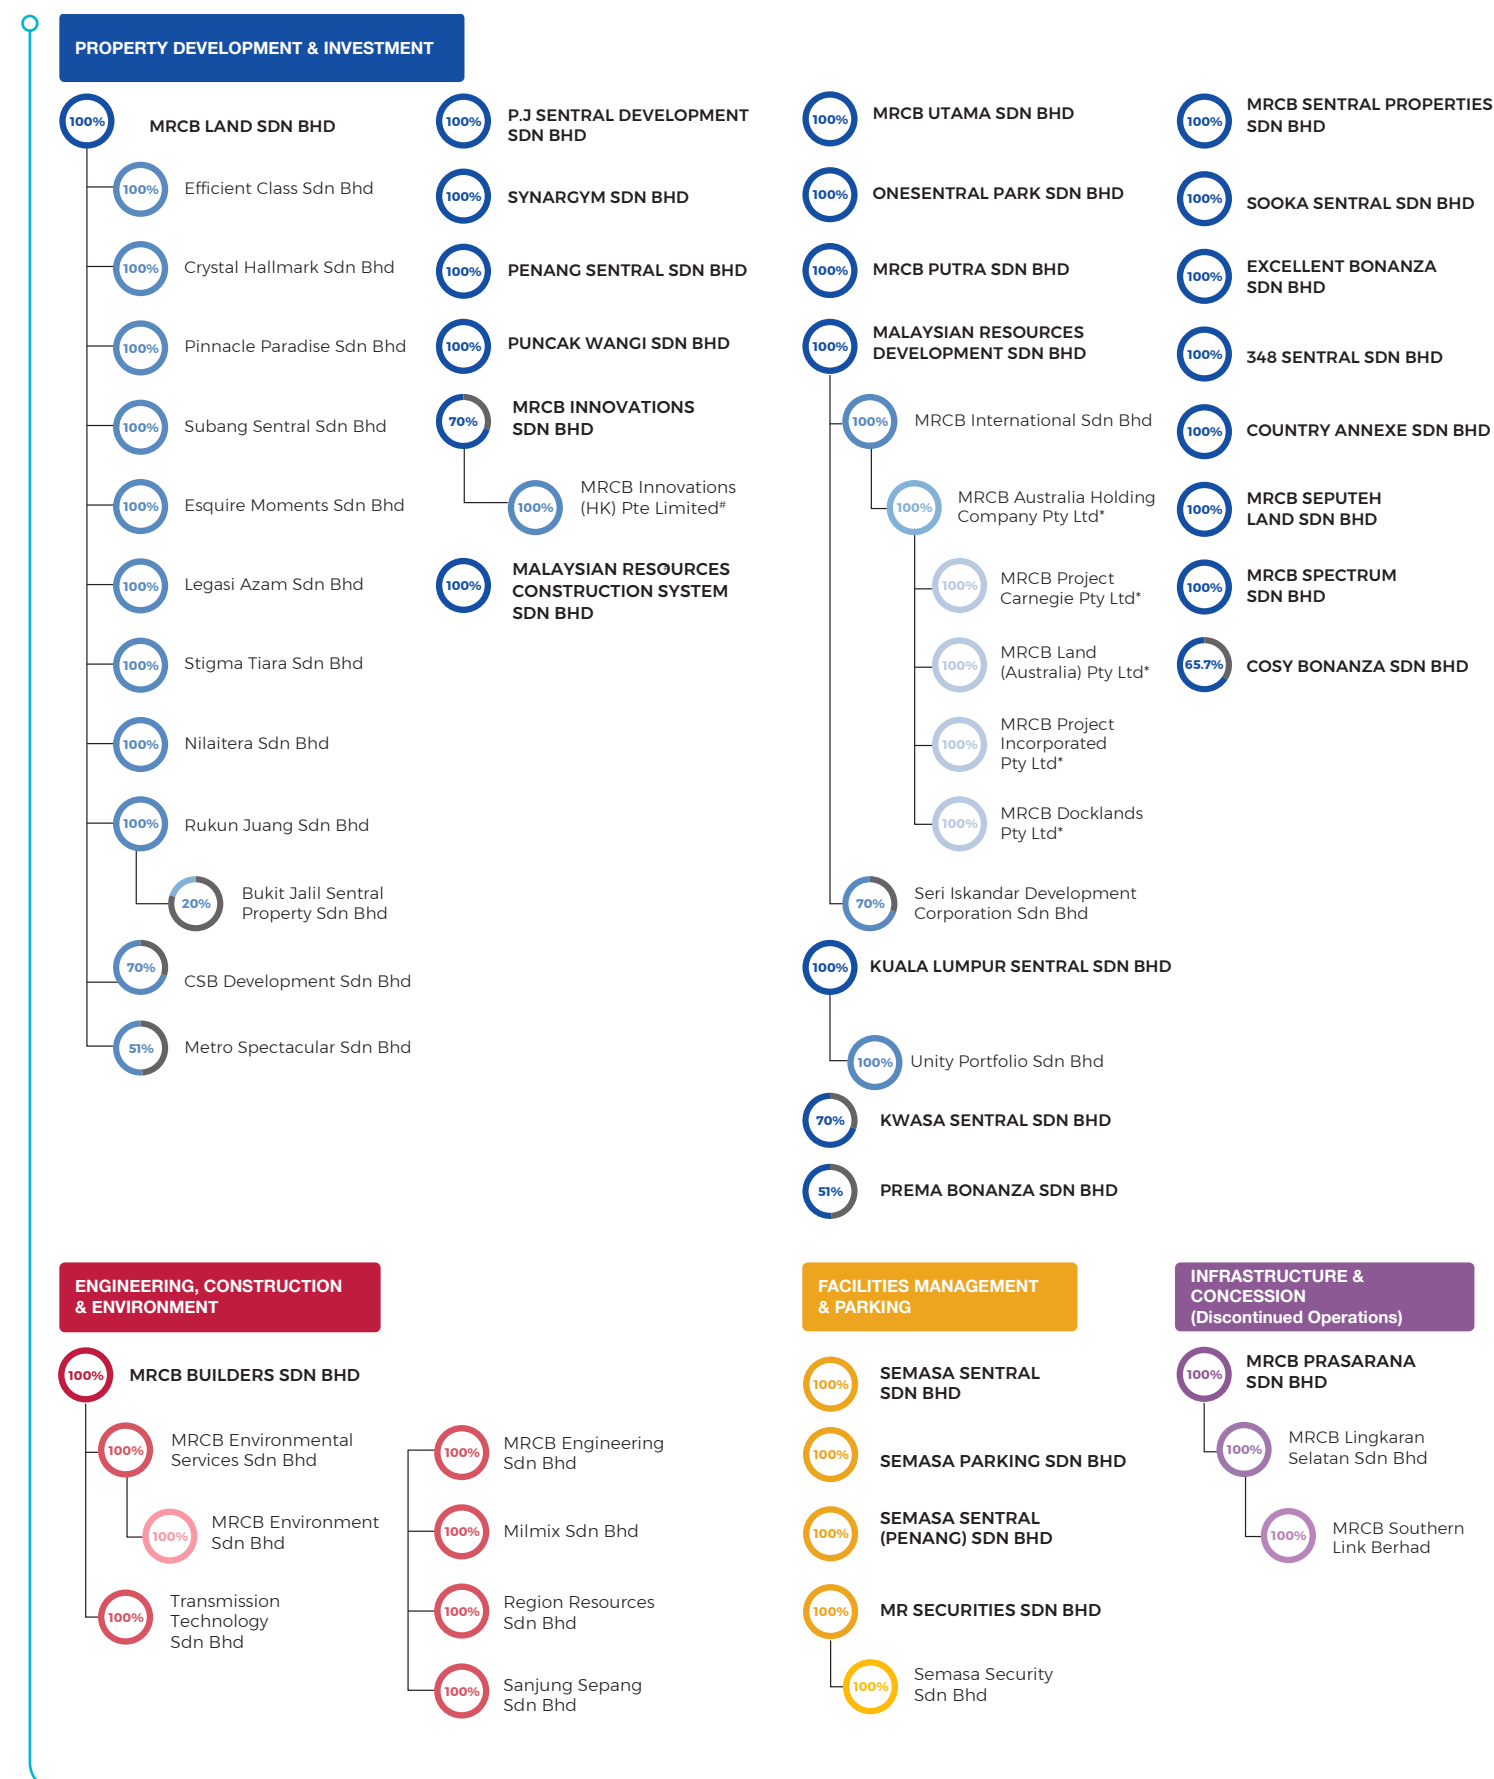 PROPERTY DEVELOPMENT & INVESTMENT
100%
MRCB LAND SDN BHD
100%
Efficient Class Sdn Bhd
100%
Crystal Hallmark Sdn Bhd
100%
Pinnacle Paradise Sdn Bhd
100%
Subang Sentral Sdn Bhd
100%
Esquire Moments Sdn Bhd
100%
Legasi Azam Sdn Bhd
100%
Stigma Tiara Sdn Bhd
100%
Nilaitera Sdn Bhd
100%
Rukun Juang Sdn Bhd
20%
Bukit Jalil Sentral
Property Sdn Bhd
70%
CSB Development Sdn Bhd
51%
Metro Spectacular Sdn Bhd
100%
P.J SENTRAL DEVELOPMENT
SDN BHD
100%
SYNARGYM SDN BHD
100%
PENANG SENTRAL SDN BHD
100%
PUNCAK WANGI SDN BHD
70%
MRCB INNOVATIONS
SDN BHD
100%
MRCB Innovations
(HK) Pte Limited#
100%
MALAYSIAN RESOURCES
CONSTRUCTION SYSTEM
SDN BHD
100%
MRCB UTAMA SDN BHD
100%
ONESENTRAL PARK SDN BHD
100%
MRCB PUTRA SDN BHD
100%
MALAYSIAN RESOURCES
DEVELOPMENT SDN BHD
100%
MRCB International Sdn Bhd
100%
MRCB Australia Holding
Company Pty Ltd*
100%
MRCB Project
Carnegie Pty Ltd*
100%
MRCB Land
(Australia) Pty Ltd*
100%
MRCB Project
Incorporated
Pty Ltd*
100%
MRCB Docklands
Pty Ltd*
70%
Seri Iskandar Development
Corporation Sdn Bhd
100%
KUALA LUMPUR SENTRAL SDN BHD
100%
Unity Portfolio Sdn Bhd
70%
KWASA SENTRAL SDN BHD
51%
PREMA BONANZA SDN BHD
100%
MRCB SENTRAL PROPERTIES
SDN BHD
100%
SOOKA SENTRAL SDN BHD
100%
EXCELLENT BONANZA
SDN BHD
100%
348 SENTRAL SDN BHD
100%
COUNTRY ANNEXE SDN BHD
100%
MRCB SEPUTEH
LAND SDN BHD
100%
MRCB SPECTRUM
SDN BHD
65.7%
COSY BONANZA SDN BHD
ENGINEERING, CONSTRUCTION
& ENVIRONMENT
100%
MRCB BUILDERS SDN BHD
100%
MRCB Environmental
Services Sdn Bhd
100%
MRCB Environment
Sdn Bhd
100%
Transmission
Technology
Sdn Bhd
100%
MRCB Engineering
Sdn Bhd
100%
Milmix Sdn Bhd
100%
Region Resources
Sdn Bhd
100%
Sanjung Sepang
Sdn Bhd
FACILITIES MANAGEMENT
& PARKING
100%
SEMASA SENTRAL
SDN BHD
100%
SEMASA PARKING SDN BHD
100%
SEMASA SENTRAL
(PENANG) SDN BHD
100%
MR SECURITIES SDN BHD
100%
Semasa Security
Sdn Bhd
INFRASTRUCTURE &
CONCESSION
(Discontinued Operations)
100%
MRCB PRASARANA
SDN BHD
100%
MRCB Lingkaran
Selatan Sdn Bhd
100%
MRCB Southern
Link Berhad